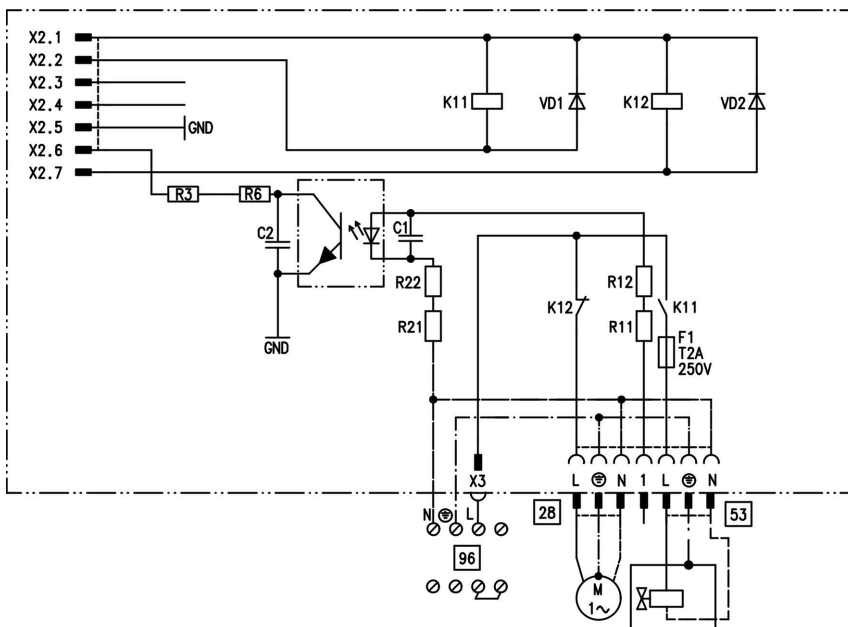 X2.1
X2.2
X2.3
X2.4
X2.5 GND
X2.6
X2.7
K11 VD1 K12 VD2
R3 R6
C2 C1
R22 R12
K12 K11
R21 R11
F1
T2A
250V
GND
X3 L N 1 L N
N L 28 53
96
M
1~